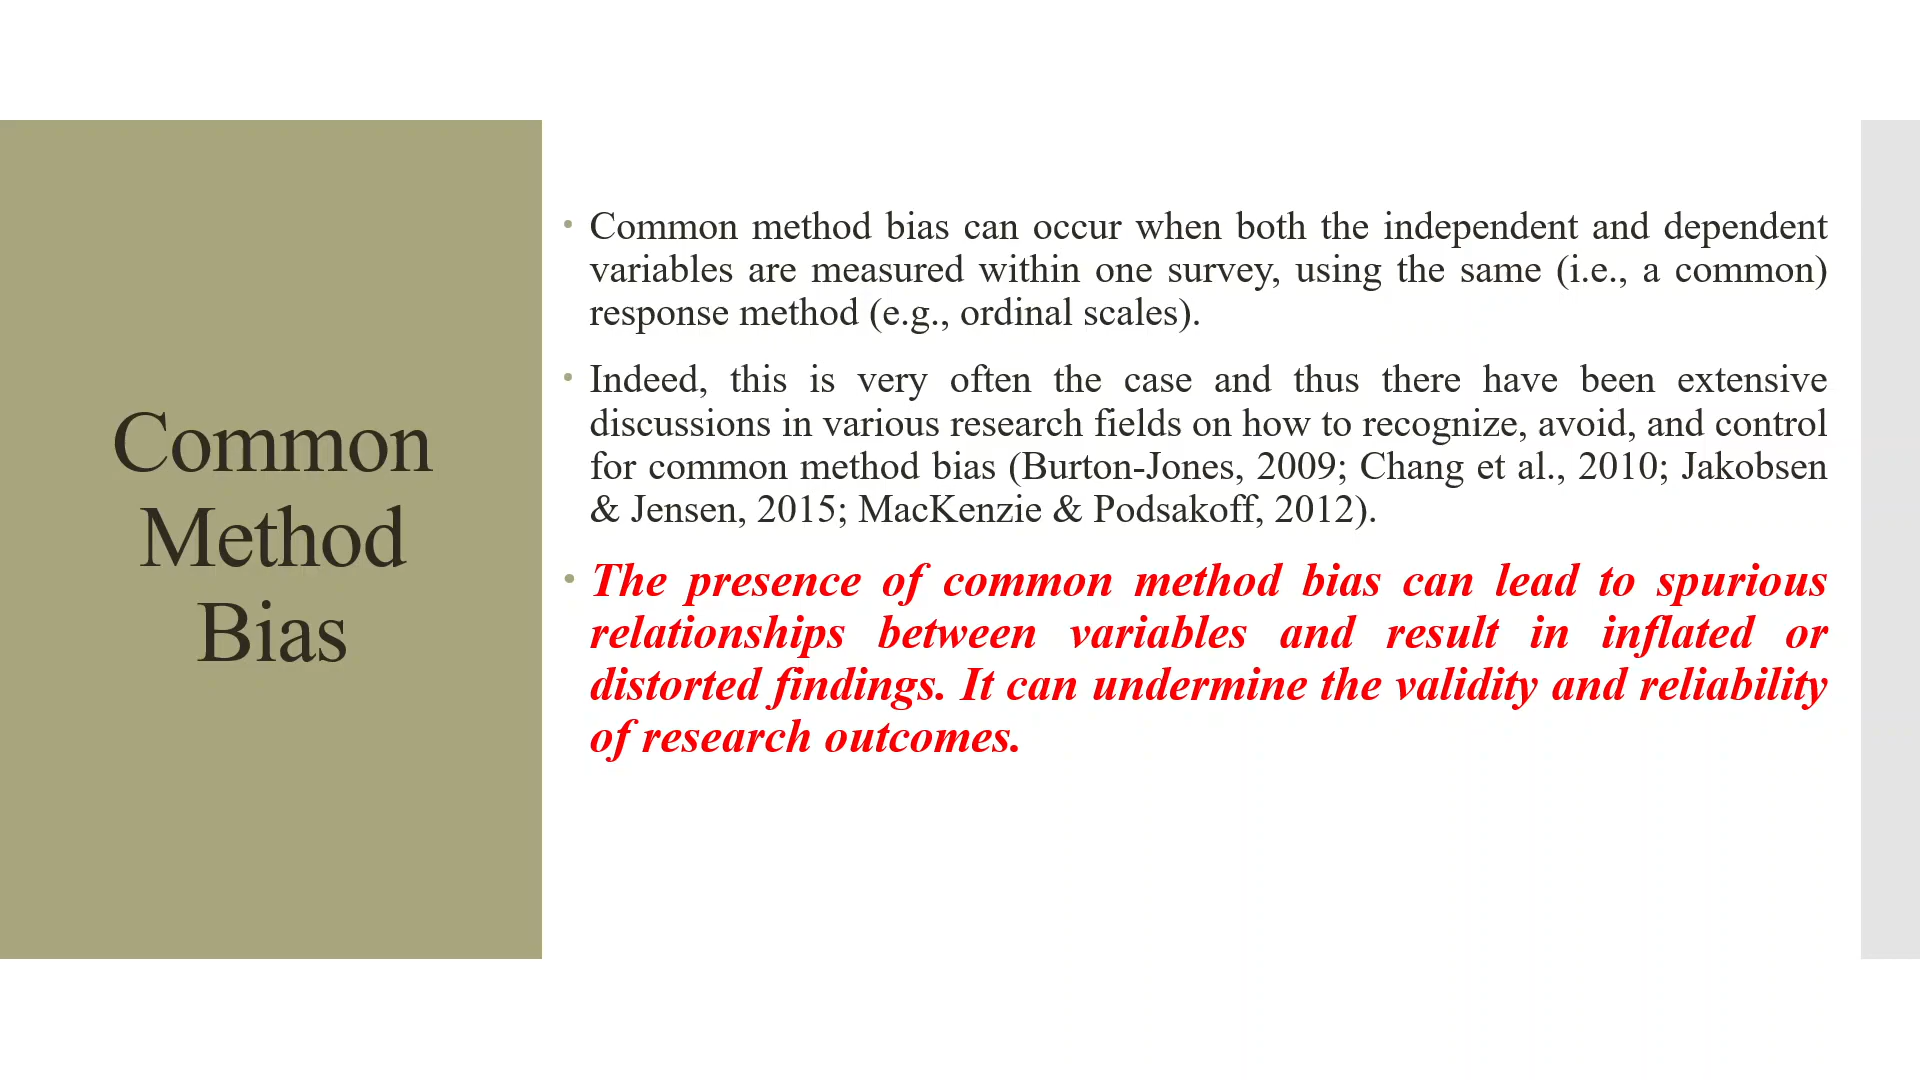 Common
Method
Bias
• Common method bias can occur when both the independent and dependent
variables are measured within one survey, using the same (i.e., a common)
response method (e.g., ordinal scales).
• Indeed, this is very often the case and thus there have been extensive
discussions in various research fields on how to recognize, avoid, and control
for common method bias (Burton-Jones, 2009; Chang et al., 2010; Jakobsen
& Jensen, 2015; MacKenzie & Podsakoff, 2012).
• The presence of common method bias can lead to spurious
relationships between variables and result in inflated or
distorted findings. It can undermine the validity and reliability
of research outcomes.